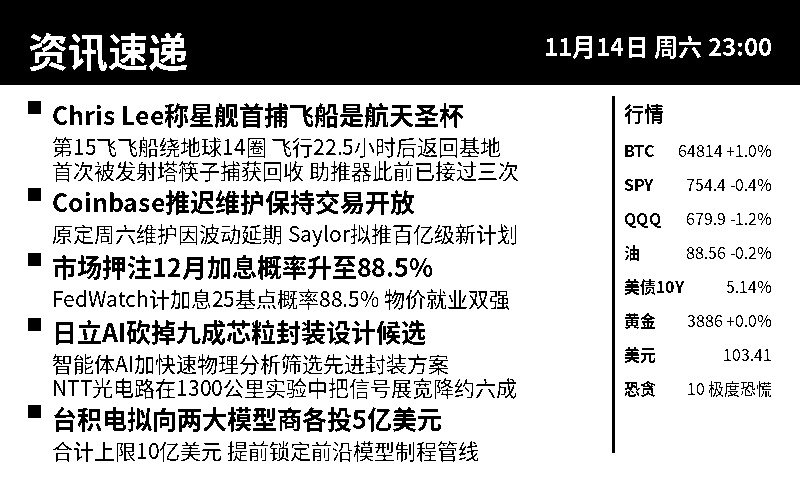 资讯速递
11月14日 周六 23:00
Chris Lee称星舰首捕飞船是航天圣杯
第15飞飞船绕地球14圈 飞行22.5小时后返回基地
首次被发射塔筷子捕获回收 助推器此前已接过三次
Coinbase推迟维护保持交易开放
原定周六维护因波动延期 Saylor拟推百亿级新计划
市场押注12月加息概率升至88.5%
FedWatch计加息25基点概率88.5% 物价就业双强
日立AI砍掉九成芯粒封装设计候选
智能体AI加快速物理分析筛选先进封装方案
NTT光电路在1300公里实验中把信号展宽降约六成
台积电拟向两大模型商各投5亿美元
合计上限10亿美元 提前锁定前沿模型制程管线
行情
BTC 64814 +1.0%
SPY 754.4 -0.4%
QQQ 679.9 -1.2%
油 88.56 -0.2%
美债10Y 5.14%
黄金 3886 +0.0%
美元 103.41
恐贪 10 极度恐慌